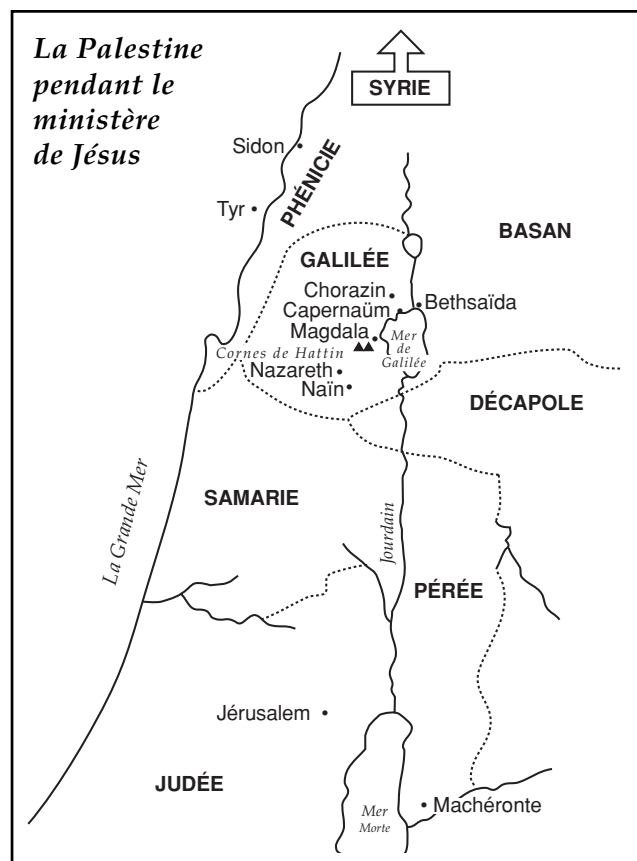 La Palestine
pendant le
ministère
de Jésus
SYRIE
Sidon
PHÉNICIE
Tyr
BASAN
GALILÉE
Chorazin
Bethsaïda
Capernaüm
Magdala
Mer
de
Galilée
Cornes de Hattin
Nazareth
Naïn
DÉCAPOLE
SAMARIE
La Grande Mer
Jourdain
PÉRÉE
Jérusalem
JUDÉE
Machéronte
Mer
Morte